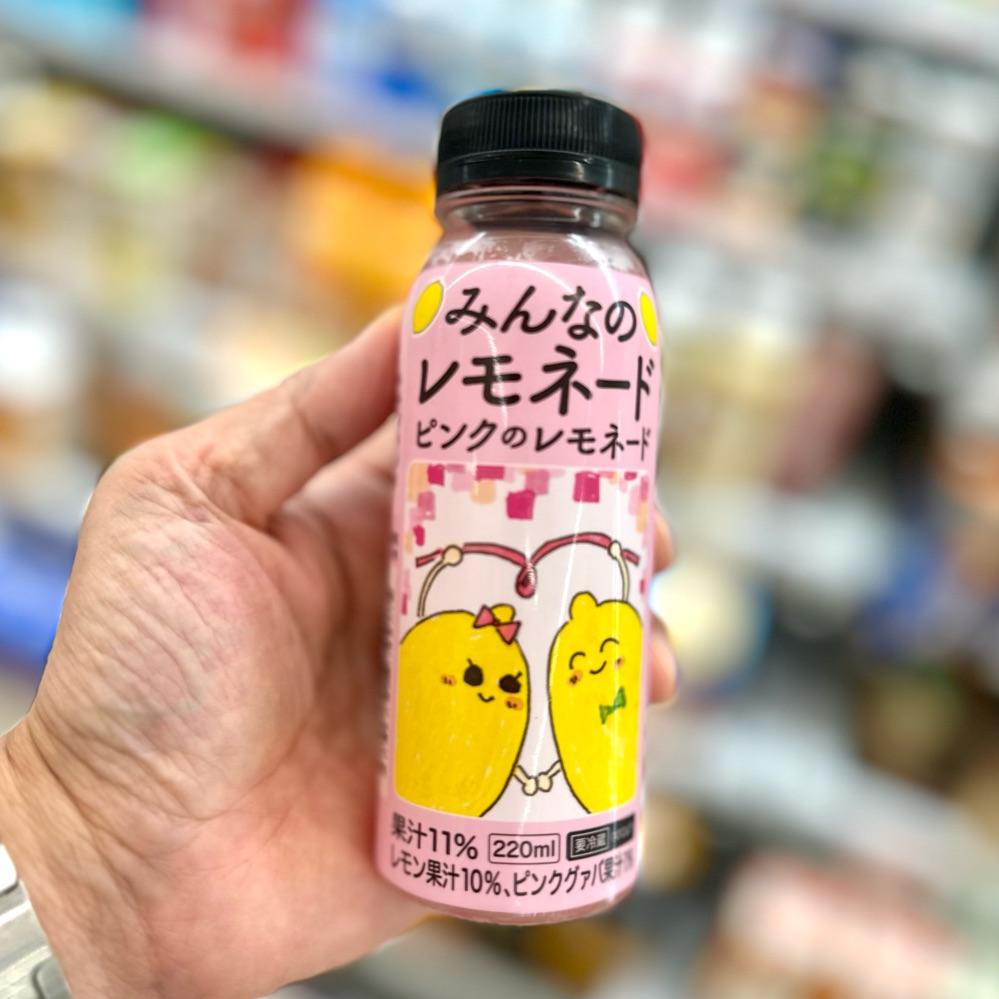 みんなの
レモネード
ピンクのレモネード
果汁11% 220ml 要冷蔵
レモン果汁10%、ピンクグァバ果汁1%